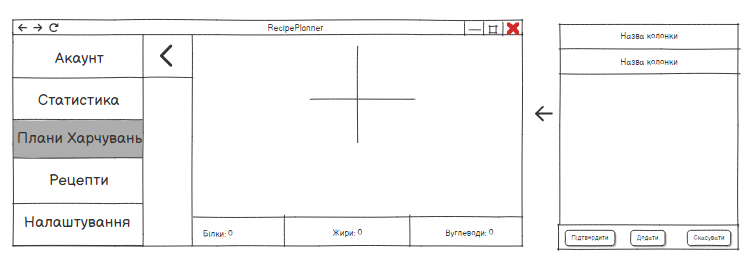 RecipePlanner
Акаунт
Статистика
Плани Харчувань
Рецепти
Налаштування
Білки: 0
Жири: 0
Вуглеводи: 0
Назва колонки
Назва колонки
Підтвердити
Додати
Скасувати